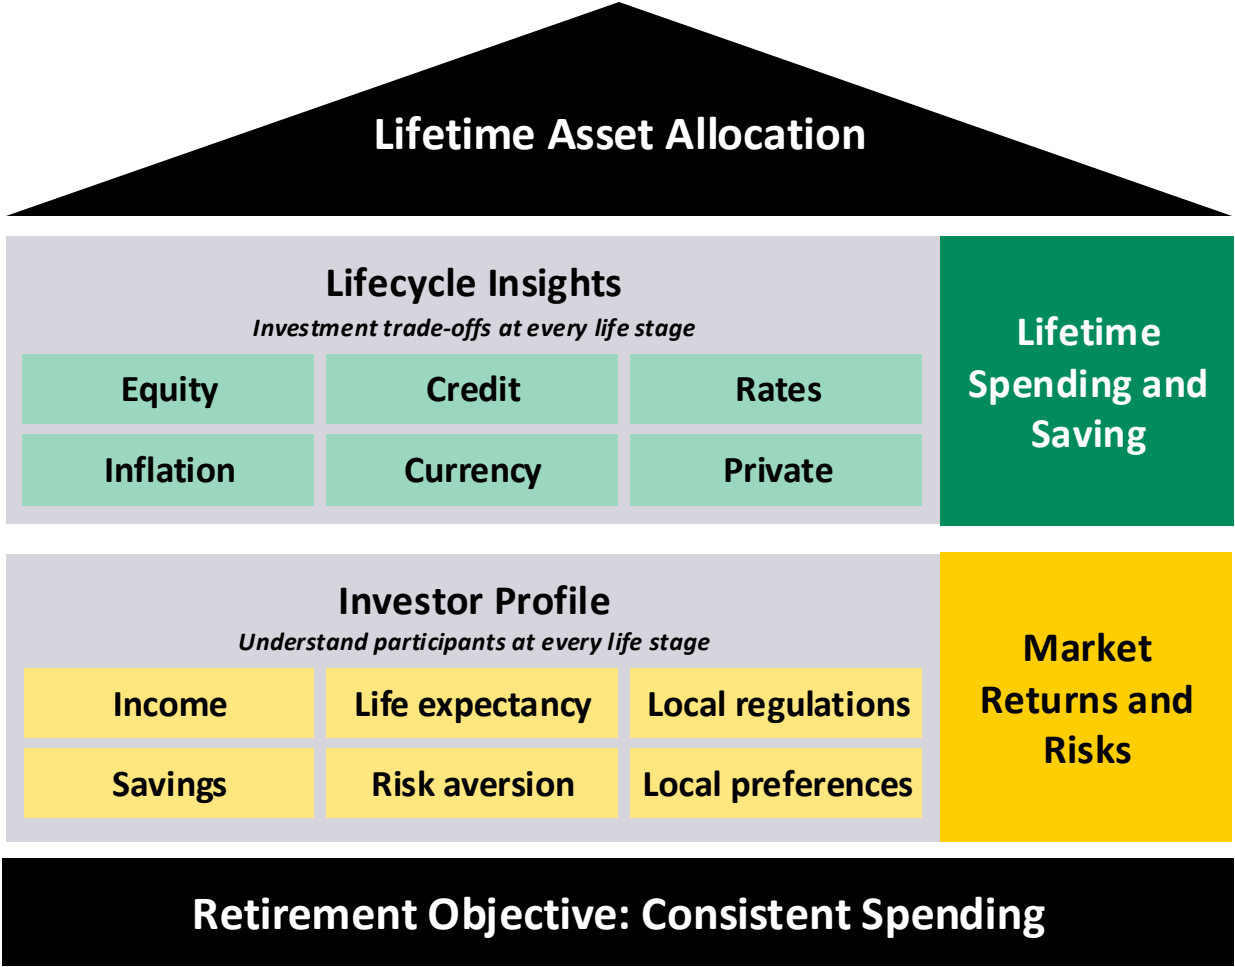 Lifetime Asset Allocation
Lifecycle Insights
Investment trade-offs at every life stage
Equity
Credit
Rates
Inflation
Currency
Private
Lifetime
Spending and
Saving
Investor Profile
Understand participants at every life stage
Income
Life expectancy
Local regulations
Savings
Risk aversion
Local preferences
Market
Returns and
Risks
Retirement Objective: Consistent Spending